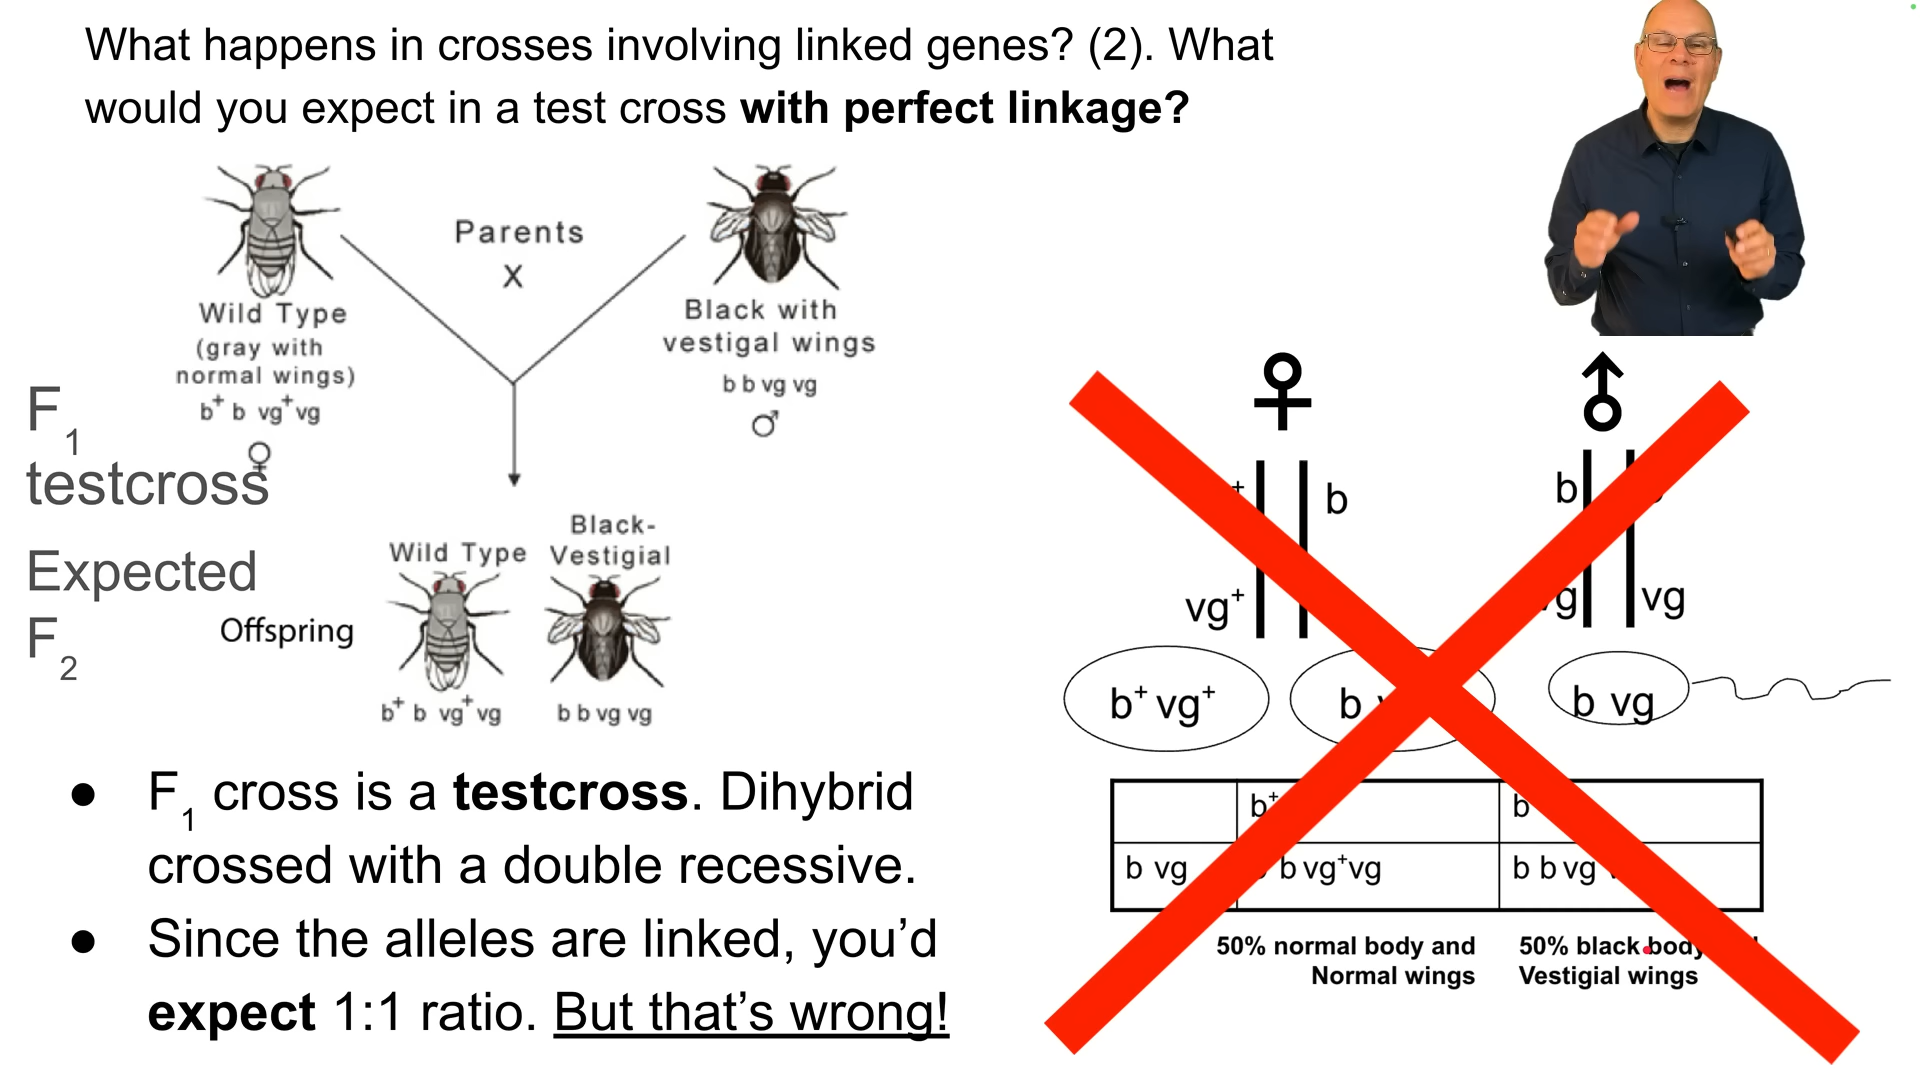 What happens in crosses involving linked genes? (2). What
would you expect in a test cross with perfect linkage?
Parents
X
Wild Type
(gray with
normal wings)
b⁺ b vg⁺vg
♀
Black with
vestigal wings
b b vg vg
♂
F₁
testcross
Expected
F₂
Offspring
Wild Type
b⁺ b vg⁺vg
Black-
Vestigial
b b vg vg
● F₁ cross is a testcross. Dihybrid
crossed with a double recessive.
● Since the alleles are linked, you’d
expect 1:1 ratio. But that’s wrong!
♀ ♂
⁺ b b
vg⁺ vg
b⁺ vg⁺ b b vg
b⁺ b
b vg b vg⁺vg b b vg
50% normal body and
Normal wings
50% black body
Vestigial wings